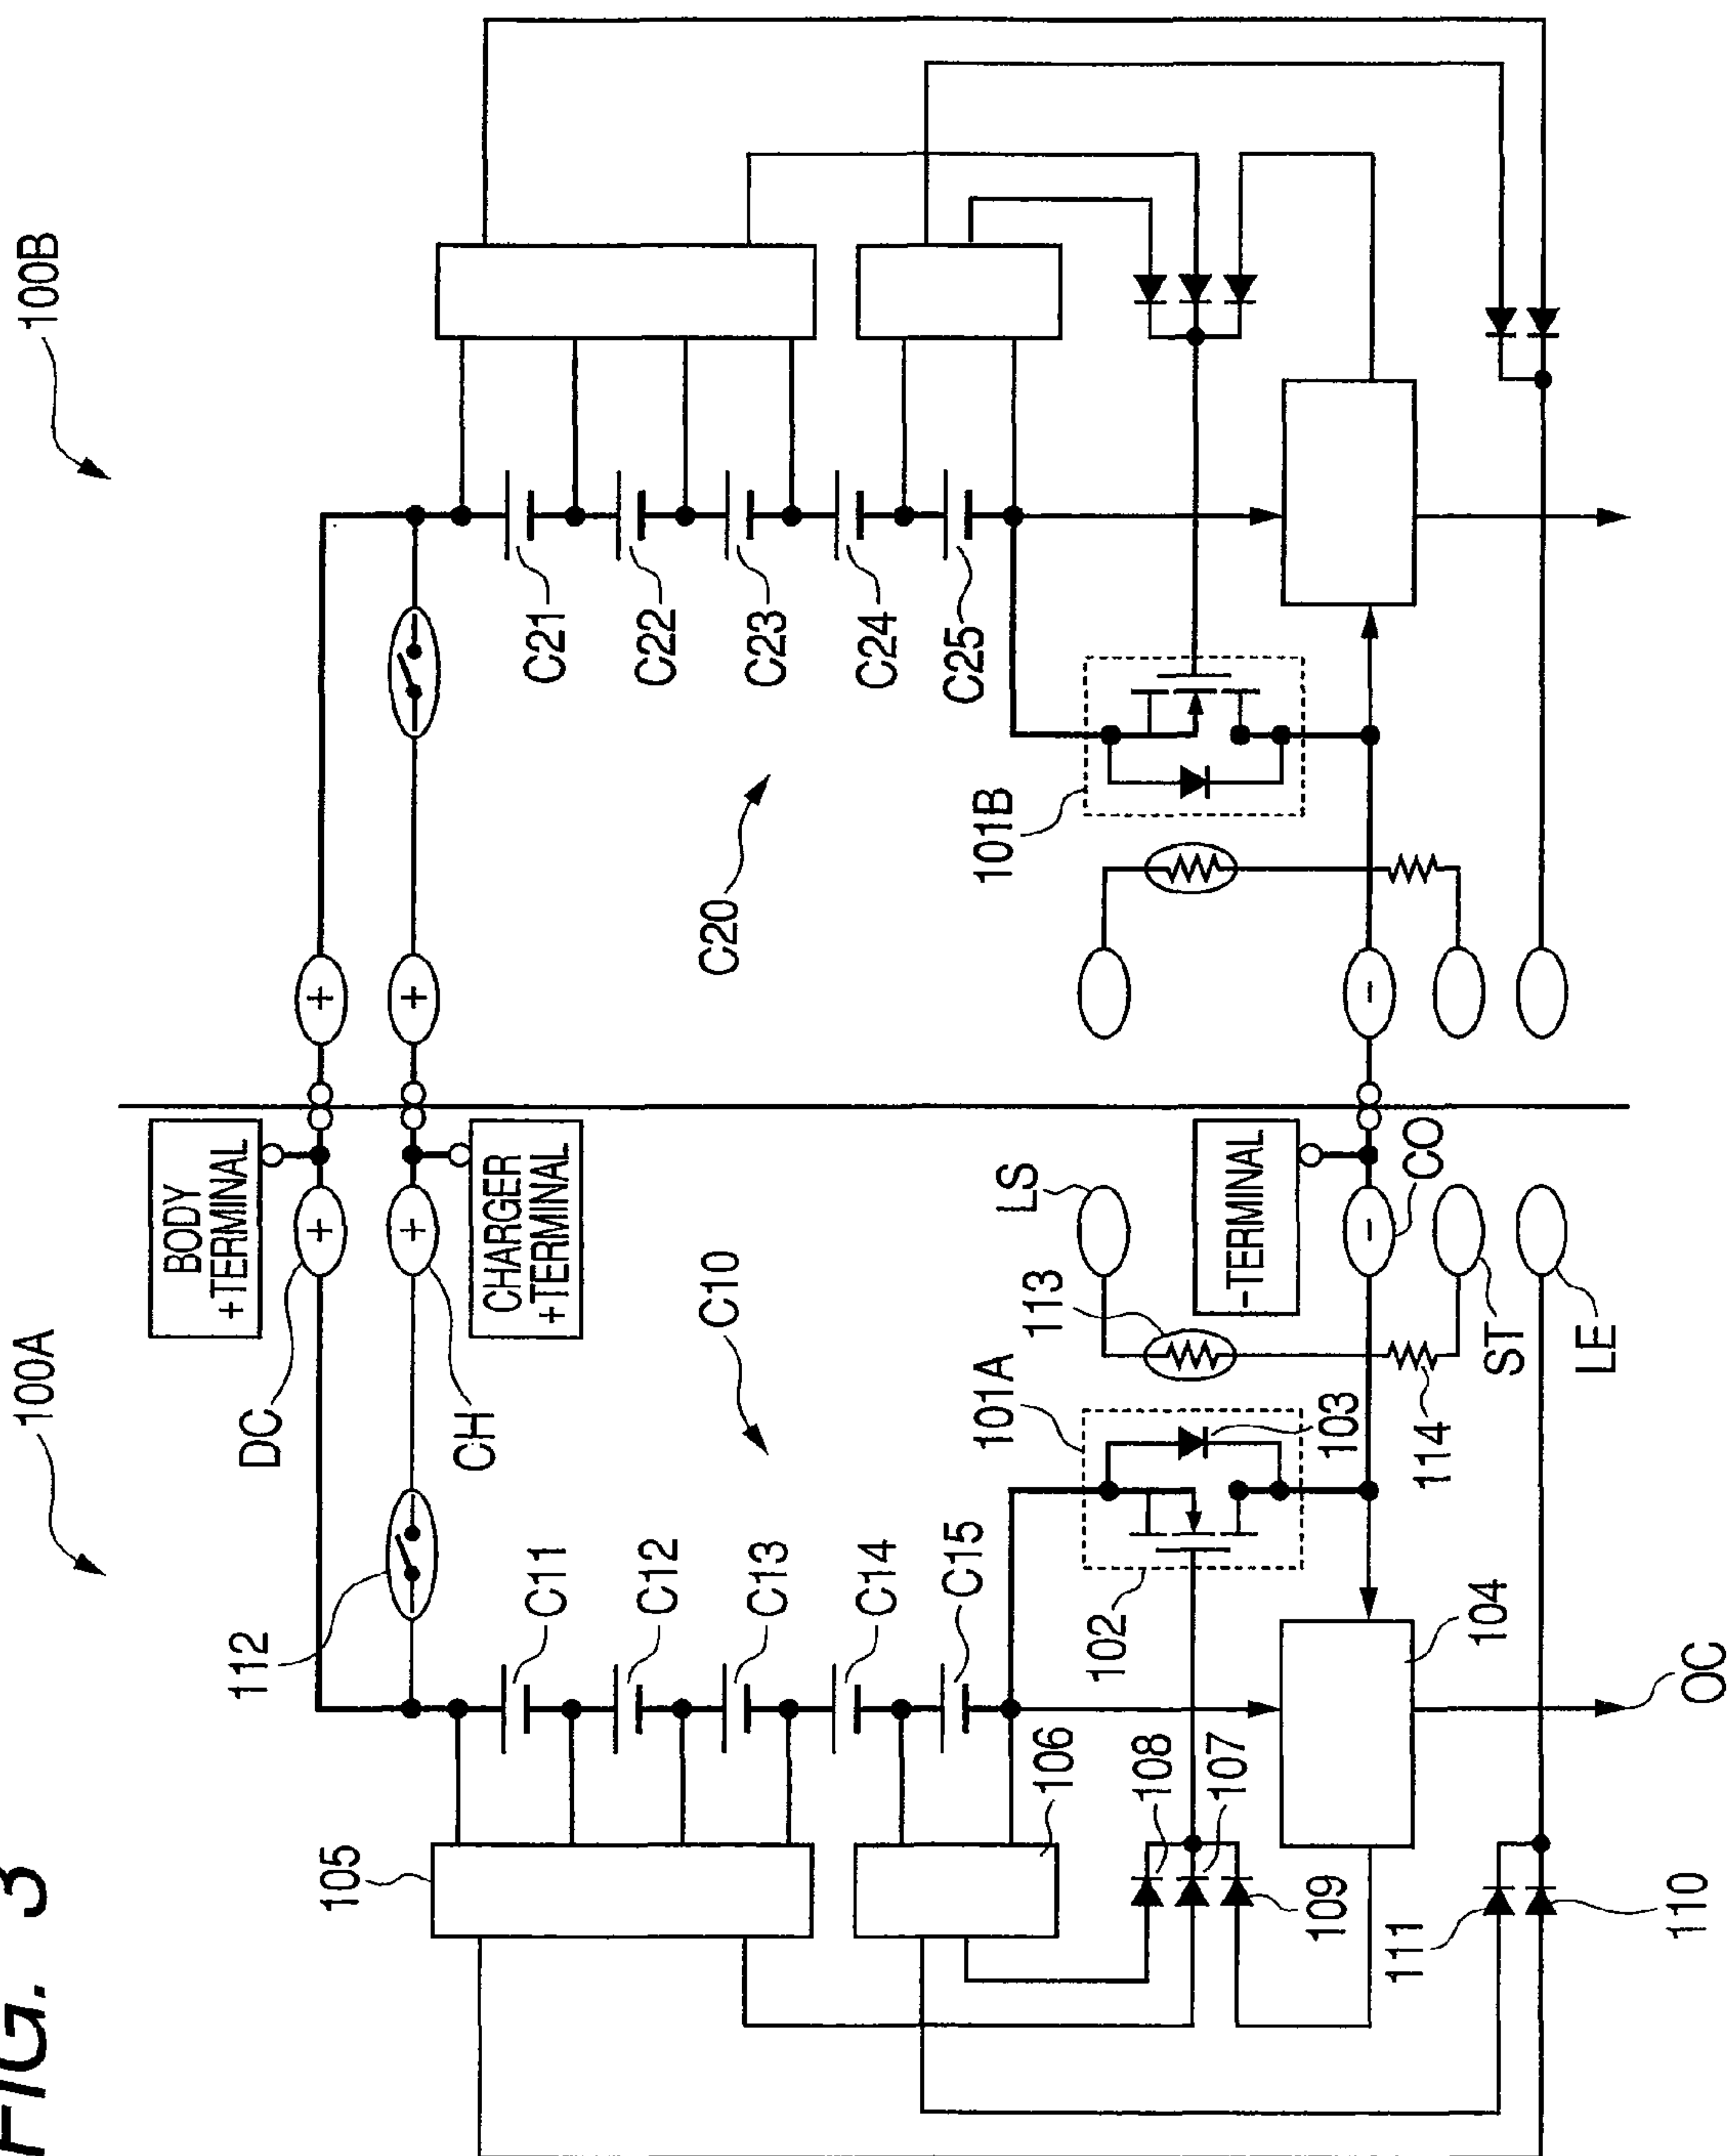 FIG. 3
100A
100B
BODY
+TERMINAL
DC
+
+
CH
+
+
CHARGER
+TERMINAL
112
C10
C20
105
C11
C12
C13
C14
C15
C21
C22
C23
C24
C25
106
101A
101B
102
103
113
LS
-TERMINAL
-
-
CO
108
107
109
104
114
ST
LE
111
110
OC